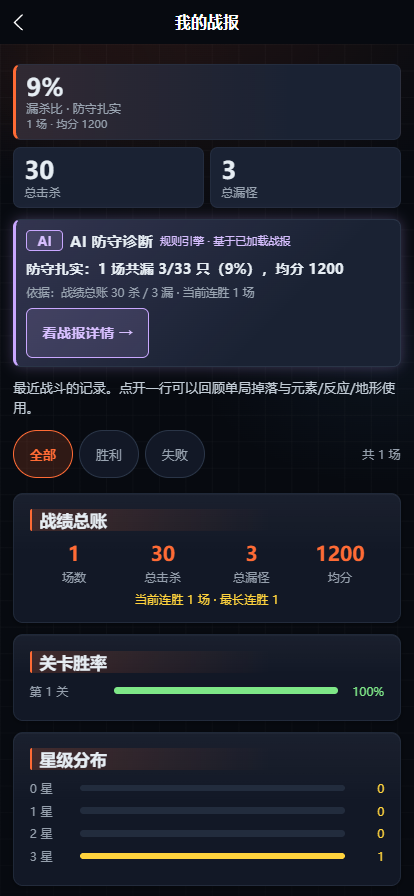 我的战报
9%
漏杀比 · 防守扎实
1 场 · 均分 1200
30
总击杀
3
总漏怪
AI AI 防守诊断 规则引擎 · 基于已加载战报
防守扎实：1 场共漏 3/33 只（9%），均分 1200
依据：战绩总账 30 杀 / 3 漏 · 当前连胜 1 场
看战报详情 →
最近战斗的记录。点开一行可以回顾单局掉落与元素/反应/地形使
用。
全部 胜利 失败 共 1 场
战绩总账
1 30 3 1200
场数 总击杀 总漏怪 均分
当前连胜 1 场 · 最长连胜 1
关卡胜率
第 1 关 100%
星级分布
0 星 0
1 星 0
2 星 0
3 星 1